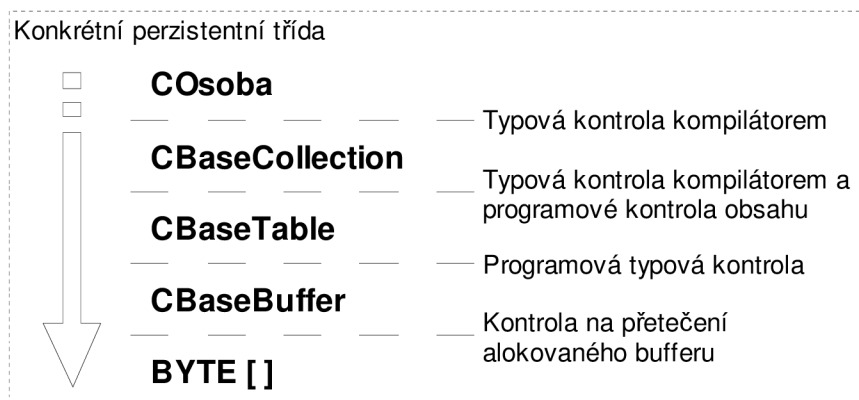 Konkrétní perzistentní třída
COsoba
Typová kontrola kompilátorem
CBaseCollection
Typová kontrola kompilátorem a
programové kontrola obsahu
CBaseTable
Programová typová kontrola
CBaseBuffer
Kontrola na přetečení
alokovaného bufferu
BYTE [ ]